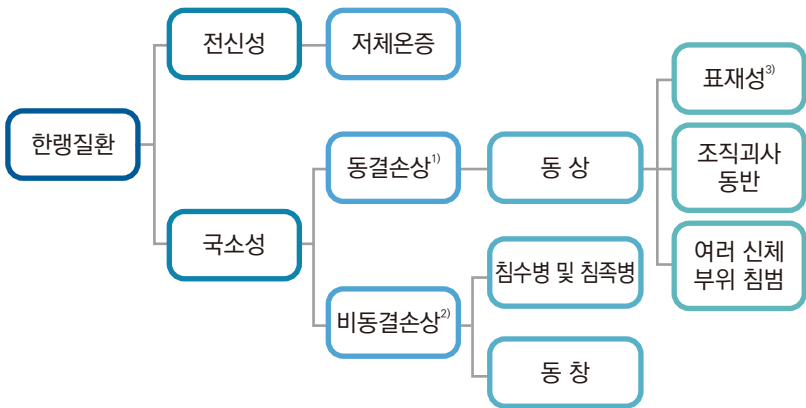 한랭질환
전신성
저체온증
국소성
동결손상1)
동 상
표재성3)
조직괴사
동반
여러 신체
부위 침범
비동결손상2)
침수병 및 침족병
동 창